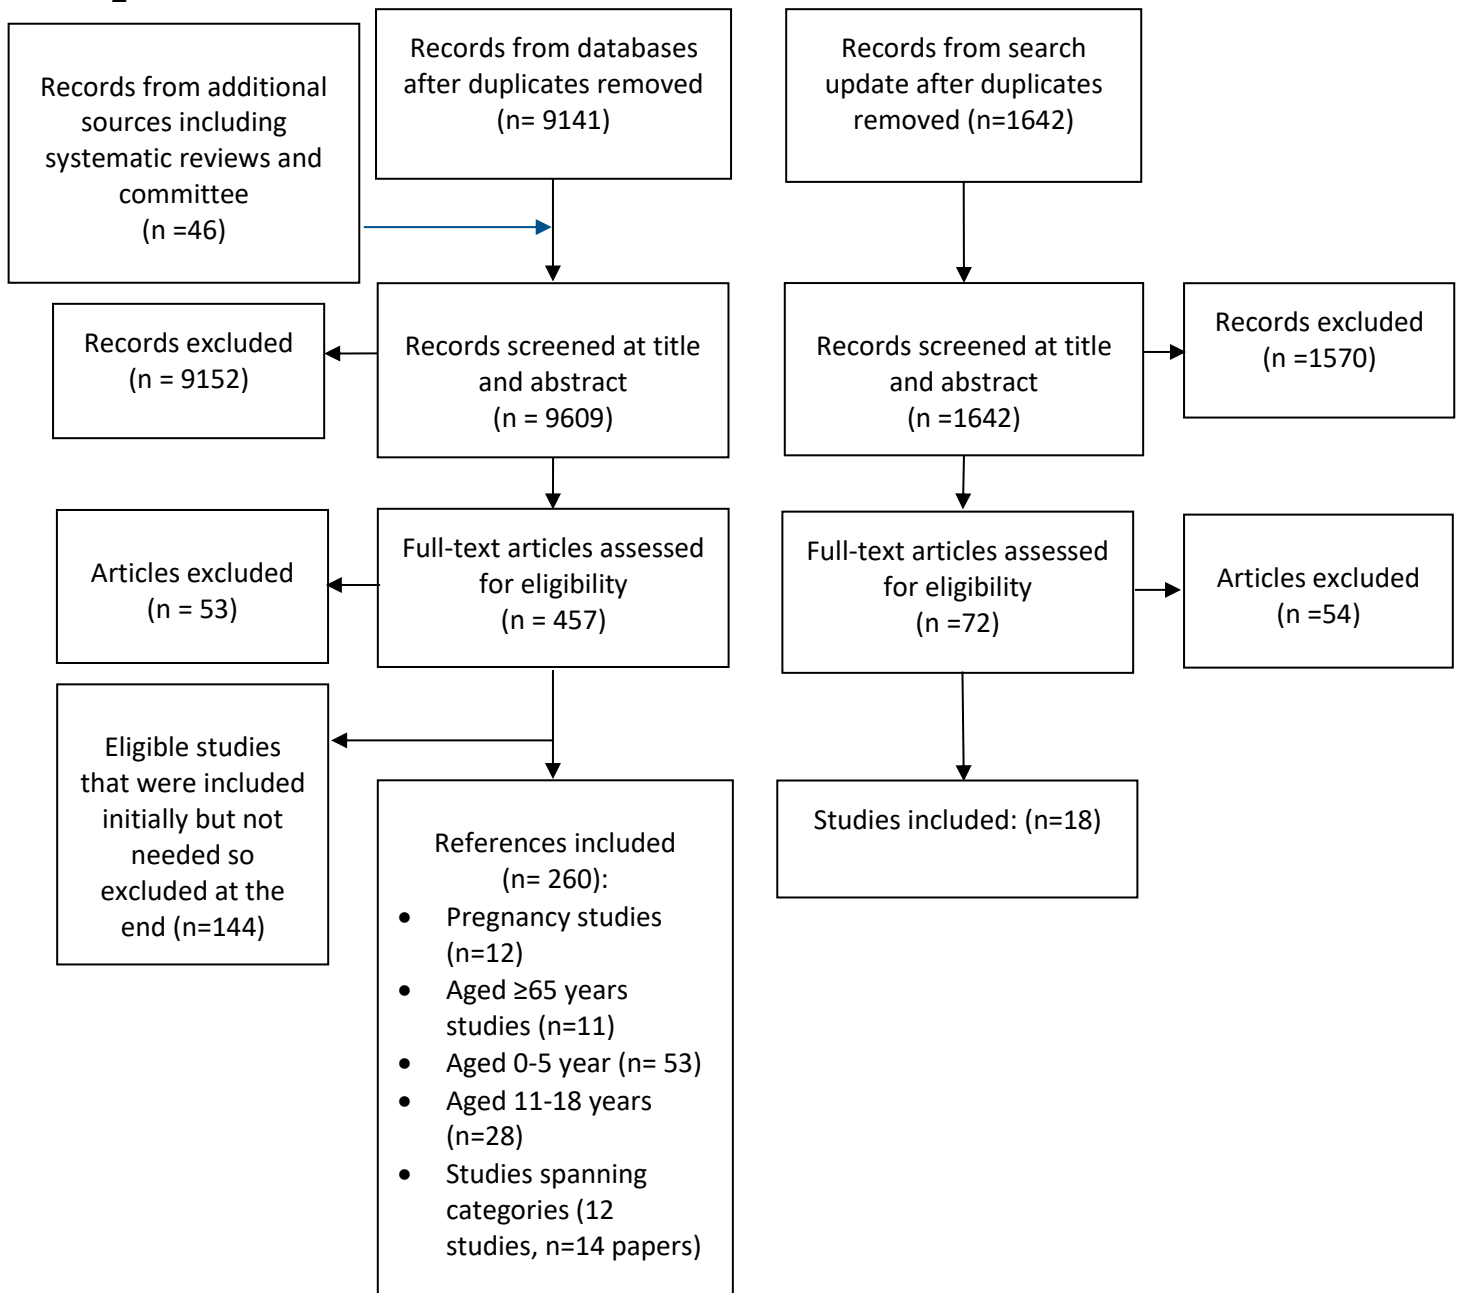 Records from additional
sources including
systematic reviews and
committee
(n =46)
Records from databases
after duplicates removed
(n= 9141)
Records from search
update after duplicates
removed (n=1642)
Records excluded
(n = 9152)
Records screened at title
and abstract
(n = 9609)
Records screened at title
and abstract
(n =1642)
Records excluded
(n =1570)
Articles excluded
(n = 53)
Full-text articles assessed
for eligibility
(n = 457)
Full-text articles assessed
for eligibility
(n =72)
Articles excluded
(n =54)
Eligible studies
that were included
initially but not
needed so
excluded at the
end (n=144)
References included
(n= 260):
• Pregnancy studies
(n=12)
• Aged ≥65 years
studies (n=11)
• Aged 0-5 year (n= 53)
• Aged 11-18 years
(n=28)
• Studies spanning
categories (12
studies, n=14 papers)
Studies included: (n=18)